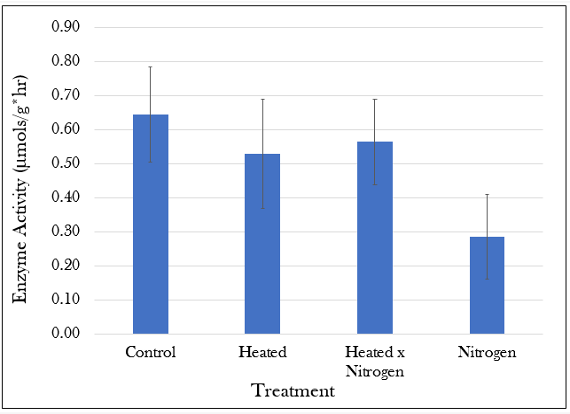 0.90
0.80
0.70
0.60
0.50
0.40
0.30
0.20
0.10
0.00
Enzyme Activity (µmols/g*hr)
Control
Heated
Heated x
Nitrogen
Nitrogen
Treatment